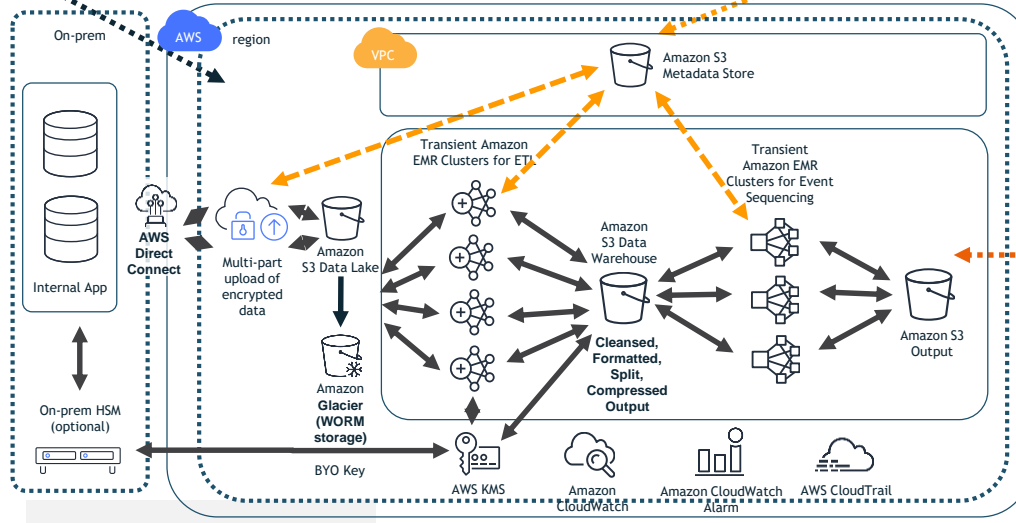 On-prem
AWS
region
VPC
Amazon S3
Metadata Store
Transient Amazon
EMR Clusters for ETL
Transient
Amazon EMR
Clusters for Event
Sequencing
AWS
Direct
Connect
Internal App
Multi-part
upload of
encrypted
data
Amazon
S3 Data Lake
Amazon
S3 Data
Warehouse
Cleansed,
Formatted,
Split,
Compressed
Output
Amazon S3
Output
Amazon
Glacier
(WORM
storage)
On-prem HSM
(optional)
BYO Key
AWS KMS
Amazon
CloudWatch
Amazon CloudWatch
Alarm
AWS CloudTrail